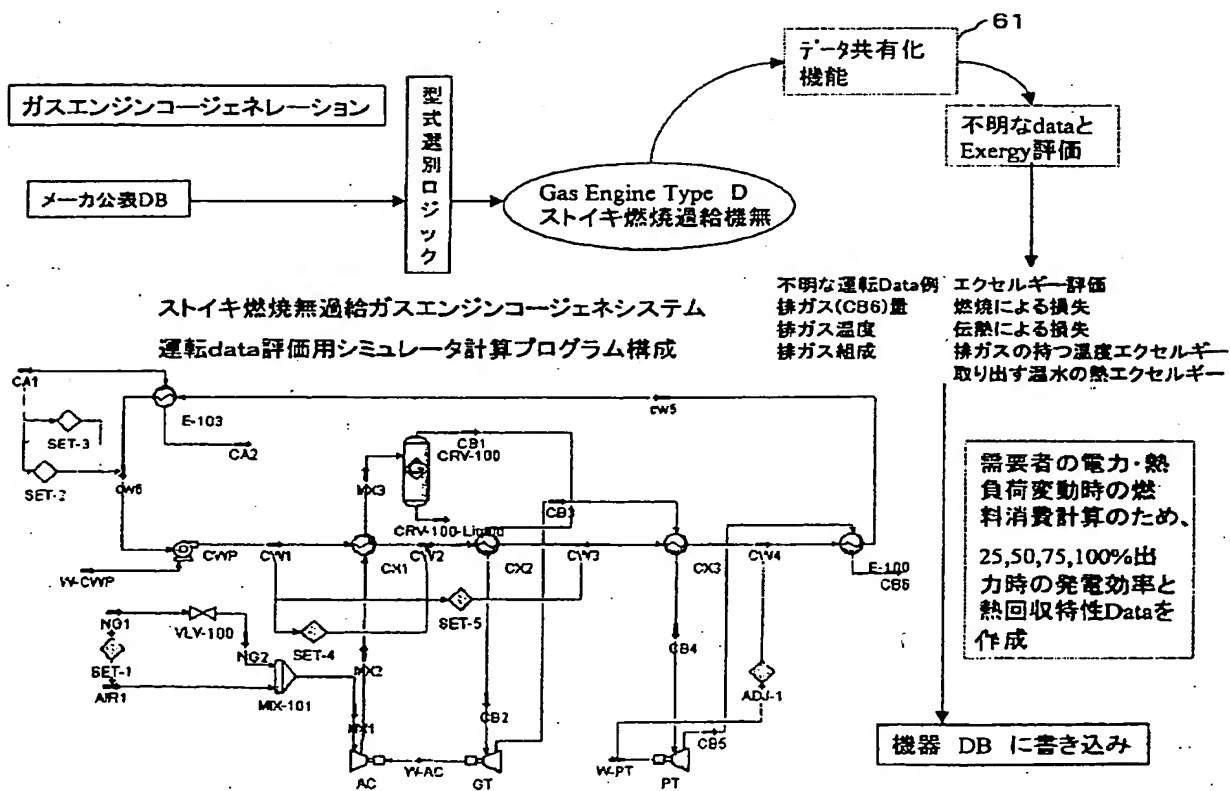 61
データ共有化
機能
ガスエンジンコージェネレーション
型式選別ロジック
不明なdataと
Exergy評価
メーカ公表DB
Gas Engine Type D
ストイキ燃焼過給機無
不明な運転Data例 エクセルギー評価
排ガス(CB6)量 燃焼による損失
排ガス温度 伝熱による損失
排ガス組成 排ガスの持つ温度エクセルギー
取り出す温水の熱エクセルギー
ストイキ燃焼無過給ガスエンジンコージェネシステム
運転data評価用シミュレータ計算プログラム構成
CA1
E-103
cw5
SET-3
CA2
SET-2
cw6
CB1
CRV-100
MX3
CRV-100-Liquid
CB3
CWP
CW1
CX1
CW2
CX2
CW3
CX3
CW4
E-100
CB6
W-CWP
SET-5
SET-4
NG1
VLV-100
NG2
SET-1
AIR1
MIX-101
MX2
MX1
CB2
CB4
ADJ-1
CB5
AC
W-AC
GT
W-PT
PT
需要者の電力・熱
負荷変動時の燃
料消費計算のため、
25,50,75,100%出
力時の発電効率と
熱回収特性Dataを
作成
機器 DB に書き込み